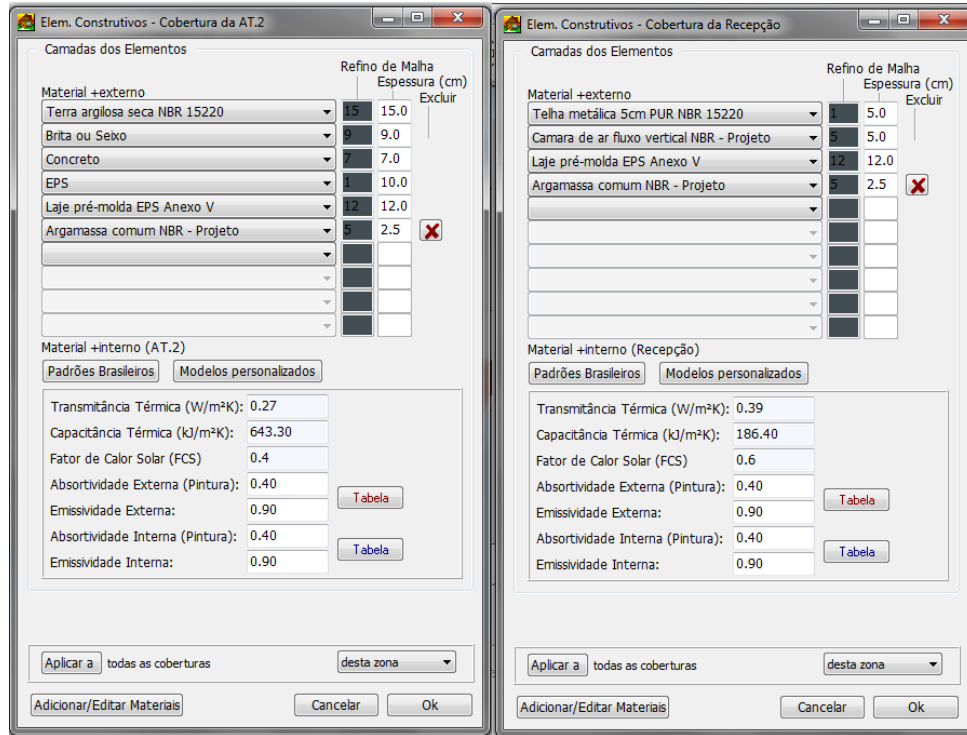 Elem. Construtivos - Cobertura da AT.2
Camadas dos Elementos
Refino de Malha
Espessura (cm)
Material +externo
Excluir
Terra argilosa seca NBR 15220 15 15.0
Brita ou Seixo 9 9.0
Concreto 7 7.0
EPS 1 10.0
Laje pré-molda EPS Anexo V 12 12.0
Argamassa comum NBR - Projeto 5 2.5
Material +interno (AT.2)
Padrões Brasileiros Modelos personalizados
Transmitância Térmica (W/m²K): 0.27
Capacitância Térmica (kJ/m²K): 643.30
Fator de Calor Solar (FCS) 0.4
Absortividade Externa (Pintura): 0.40
Tabela
Emissividade Externa: 0.90
Absortividade Interna (Pintura): 0.40
Tabela
Emissividade Interna: 0.90
Aplicar a todas as coberturas desta zona
Adicionar/Editar Materiais Cancelar Ok
Elem. Construtivos - Cobertura da Recepção
Camadas dos Elementos
Refino de Malha
Espessura (cm)
Material +externo
Excluir
Telha metálica 5cm PUR NBR 15220 1 5.0
Camara de ar fluxo vertical NBR - Projeto 5 5.0
Laje pré-molda EPS Anexo V 12 12.0
Argamassa comum NBR - Projeto 5 2.5
Material +interno (Recepção)
Padrões Brasileiros Modelos personalizados
Transmitância Térmica (W/m²K): 0.39
Capacitância Térmica (kJ/m²K): 186.40
Fator de Calor Solar (FCS) 0.6
Absortividade Externa (Pintura): 0.40
Tabela
Emissividade Externa: 0.90
Absortividade Interna (Pintura): 0.40
Tabela
Emissividade Interna: 0.90
Aplicar a todas as coberturas desta zona
Adicionar/Editar Materiais Cancelar Ok